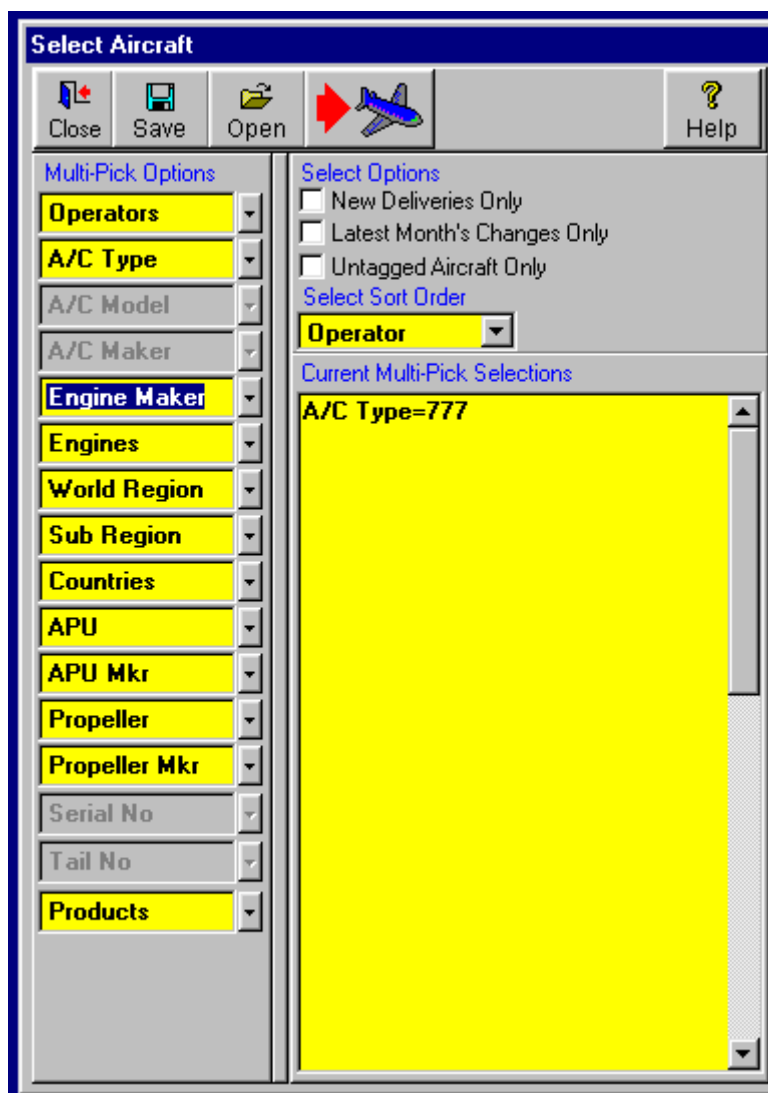 Select Aircraft
Close Save Open Help
Multi-Pick Options
Operators
A/C Type
A/C Model
A/C Maker
Engine Maker
Engines
World Region
Sub Region
Countries
APU
APU Mkr
Propeller
Propeller Mkr
Serial No
Tail No
Products
Select Options
New Deliveries Only
Latest Month's Changes Only
Untagged Aircraft Only
Select Sort Order
Operator
Current Multi-Pick Selections
A/C Type=777